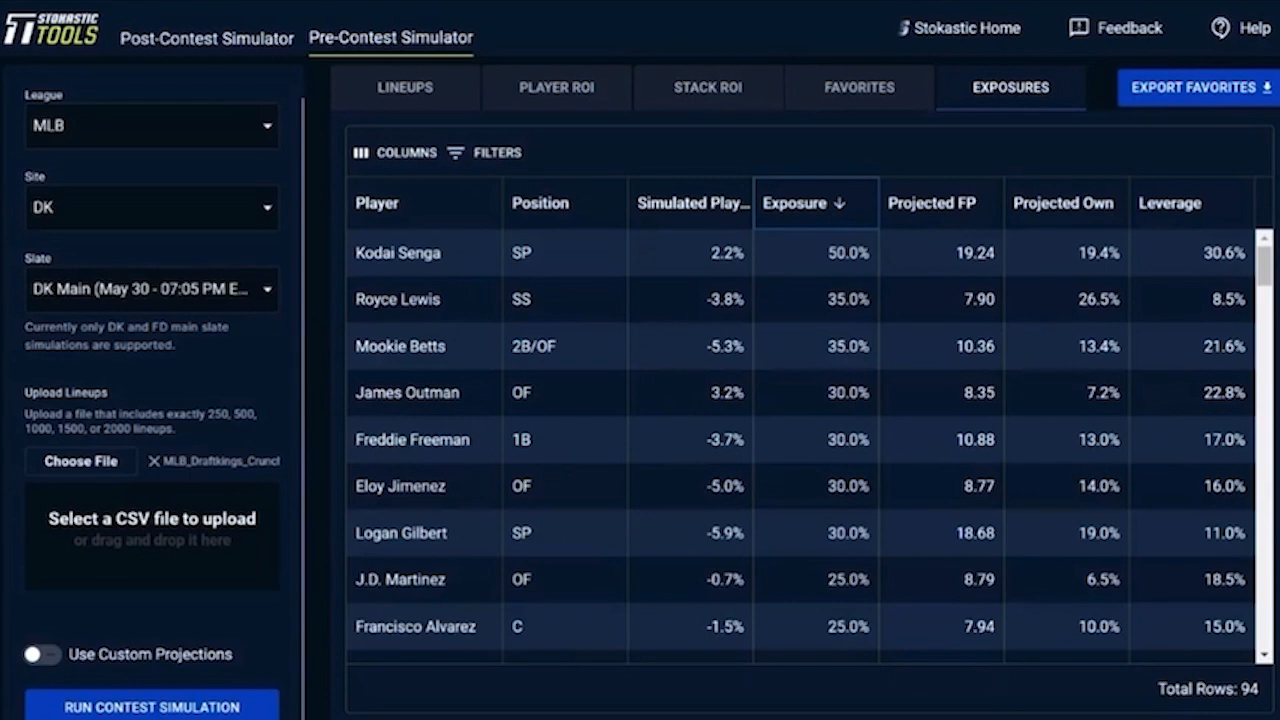 STOKASTIC
TOOLS
Post-Contest Simulator
Pre-Contest Simulator
Stokastic Home
Feedback
Help
League
MLB
Site
DK
Slate
DK Main (May 30 - 07:05 PM E...
Currently only DK and FD main slate
simulations are supported.
Upload Lineups
Upload a file that includes exactly 250, 500,
1000, 1500, or 2000 lineups.
Choose File
MLB_Draftkings_Crunch
Select a CSV file to upload
or drag and drop it here
Use Custom Projections
RUN CONTEST SIMULATION
LINEUPS PLAYER ROI STACK ROI FAVORITES EXPOSURES
EXPORT FAVORITES
COLUMNS FILTERS
Player Position Simulated Play... Exposure Projected FP Projected Own Leverage
Kodai Senga SP 2.2% 50.0% 19.24 19.4% 30.6%
Royce Lewis SS -3.8% 35.0% 7.90 26.5% 8.5%
Mookie Betts 2B/OF -5.3% 35.0% 10.36 13.4% 21.6%
James Outman OF 3.2% 30.0% 8.35 7.2% 22.8%
Freddie Freeman 1B -3.7% 30.0% 10.88 13.0% 17.0%
Eloy Jimenez OF -5.0% 30.0% 8.77 14.0% 16.0%
Logan Gilbert SP -5.9% 30.0% 18.68 19.0% 11.0%
J.D. Martinez OF -0.7% 25.0% 8.79 6.5% 18.5%
Francisco Alvarez C -1.5% 25.0% 7.94 10.0% 15.0%
Total Rows: 94